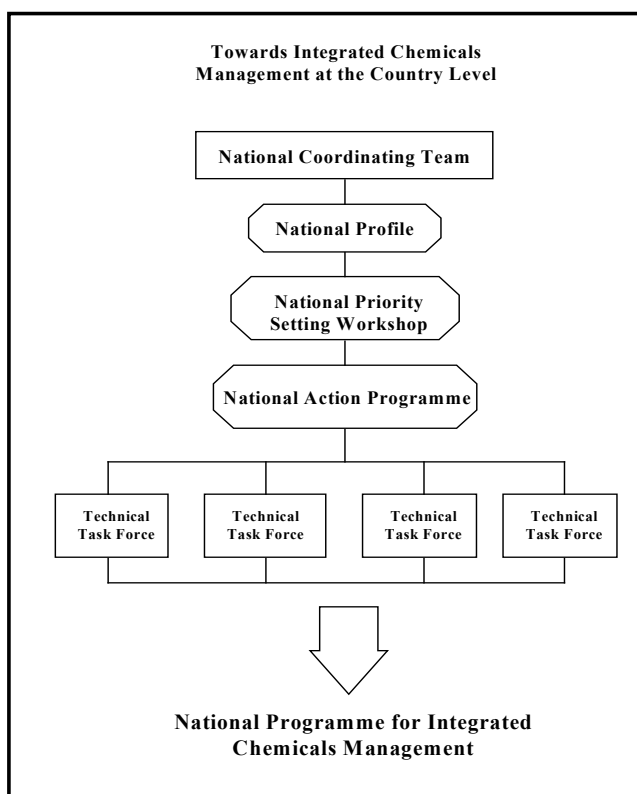 Towards Integrated Chemicals
Management at the Country Level
National Coordinating Team
National Profile
National Priority
Setting Workshop
National Action Programme
Technical
Task Force
Technical
Task Force
Technical
Task Force
Technical
Task Force
National Programme for Integrated
Chemicals Management